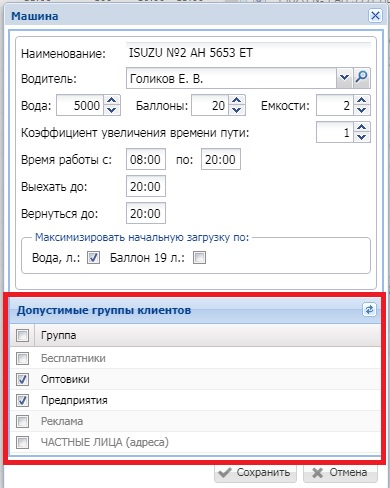 Машина
Наименование: ISUZU №2 АН 5653 ЕТ
Водитель: Голиков Е. В.
Вода: 5000 Баллоны: 20 Емкости: 2
Коэффициент увеличения времени пути: 1
Время работы с: 08:00 по: 20:00
Выехать до: 20:00
Вернуться до: 20:00
Максимизировать начальную загрузку по:
Вода, л.: Баллон 19 л.:
Допустимые группы клиентов
Группа
Бесплатники
Оптовики
Предприятия
Реклама
ЧАСТНЫЕ ЛИЦА (адреса)
Сохранить Отмена